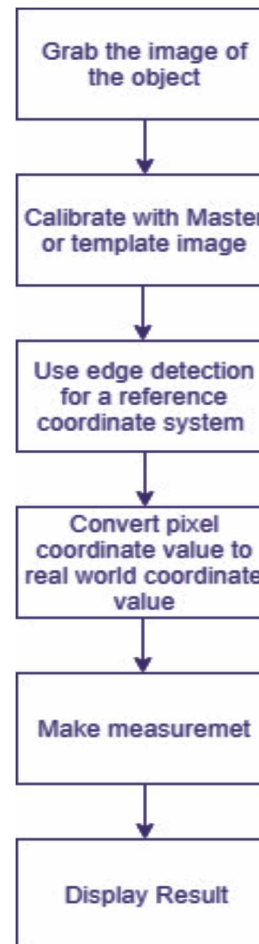 Grab the image of
the object
Calibrate with Master
or template image
Use edge detection
for a reference
coordinate system
Convert pixel
coordinate value to
real world coordinate
value
Make measuremet
Display Result